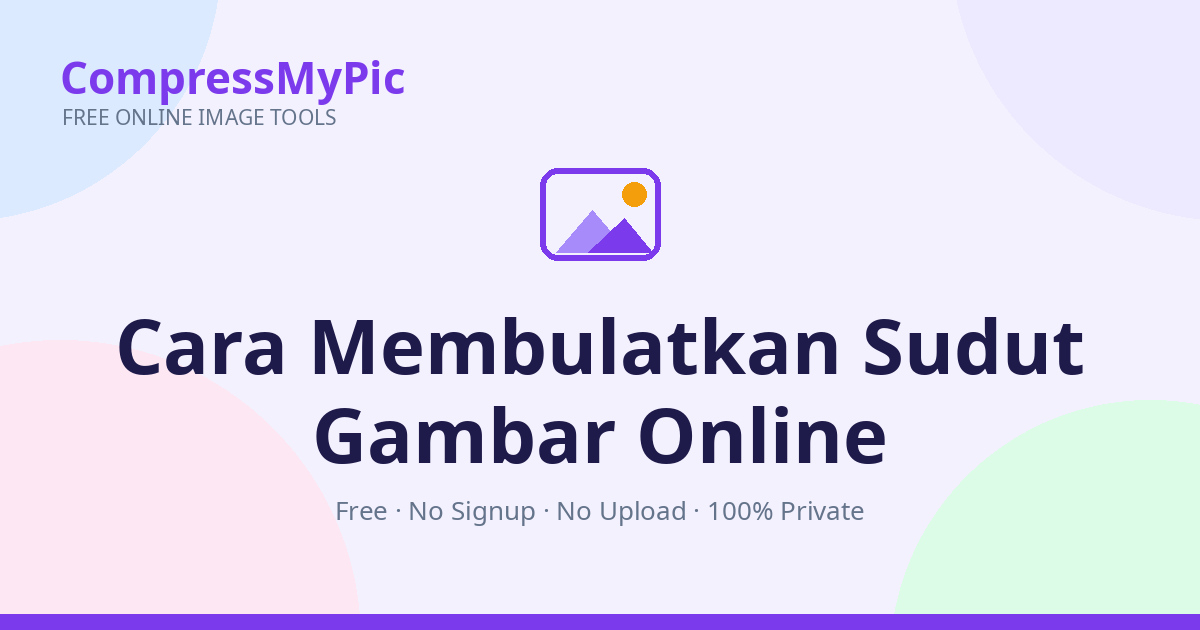 CompressMyPic
FREE ONLINE IMAGE TOOLS
Cara Membulatkan Sudut
Gambar Online
Free · No Signup · No Upload · 100% Private